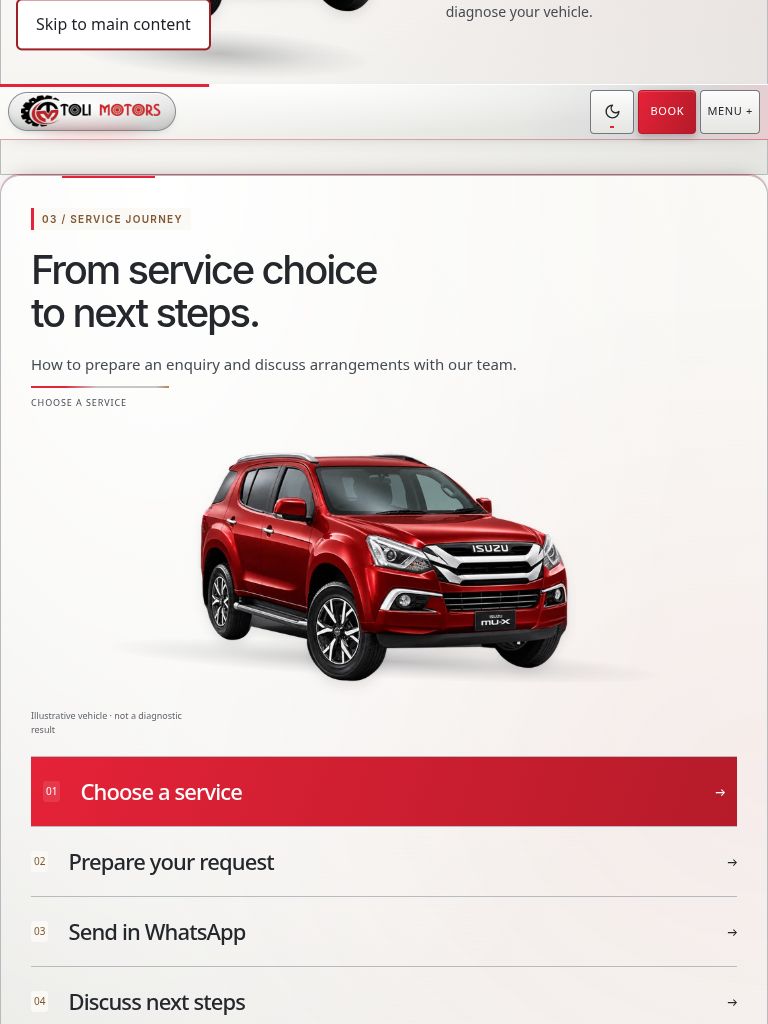 diagnose your vehicle.
Skip to main content
TOLI MOTORS
BOOK
MENU +
03 / SERVICE JOURNEY
From service choice
to next steps.
How to prepare an enquiry and discuss arrangements with our team.
CHOOSE A SERVICE
ISUZU
mu-X
Illustrative vehicle · not a diagnostic
result
01 Choose a service →
02 Prepare your request →
03 Send in WhatsApp →
04 Discuss next steps →